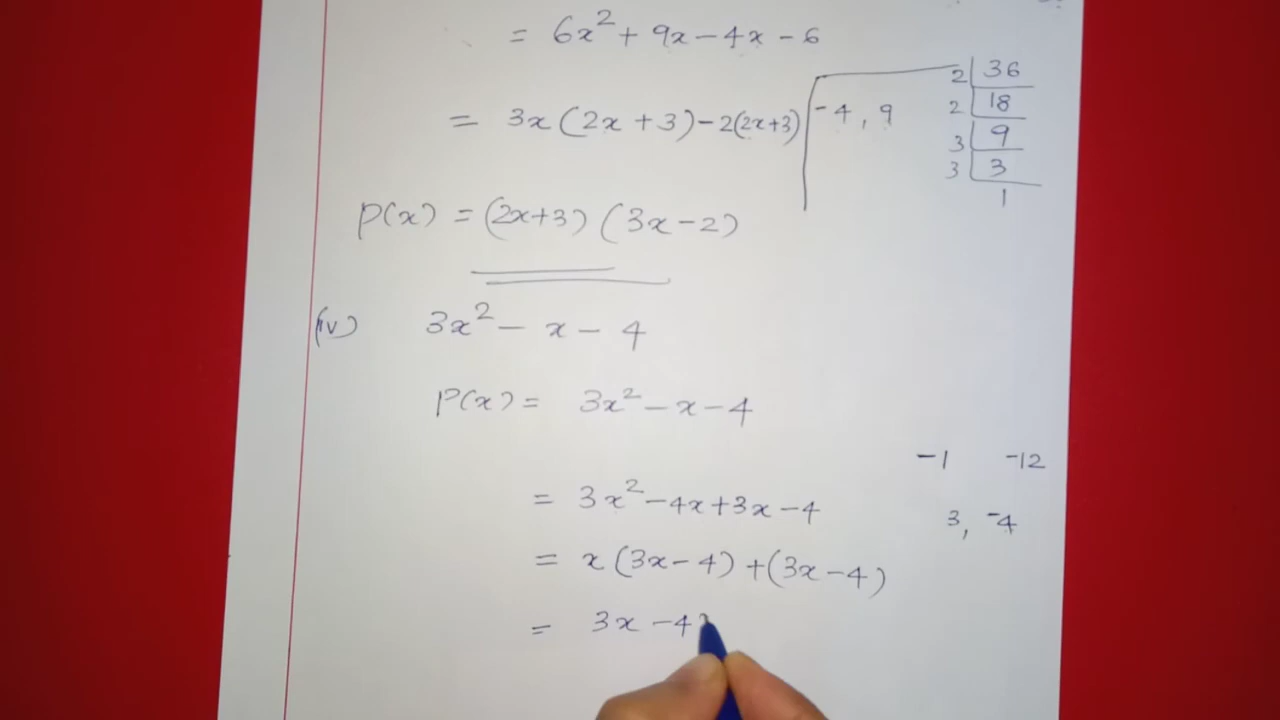 = 6x² + 9x - 4x - 6
= 3x(2x+3) - 2(2x+3)
-4, 9
2 | 36
2 | 18
3 | 9
3 | 3
1
P(x) = (2x+3)(3x-2)
(iv) 3x² - x - 4
P(x) = 3x² - x - 4
-1 -12
= 3x² - 4x + 3x - 4
3, -4
= x(3x-4) + (3x-4)
= 3x - 4